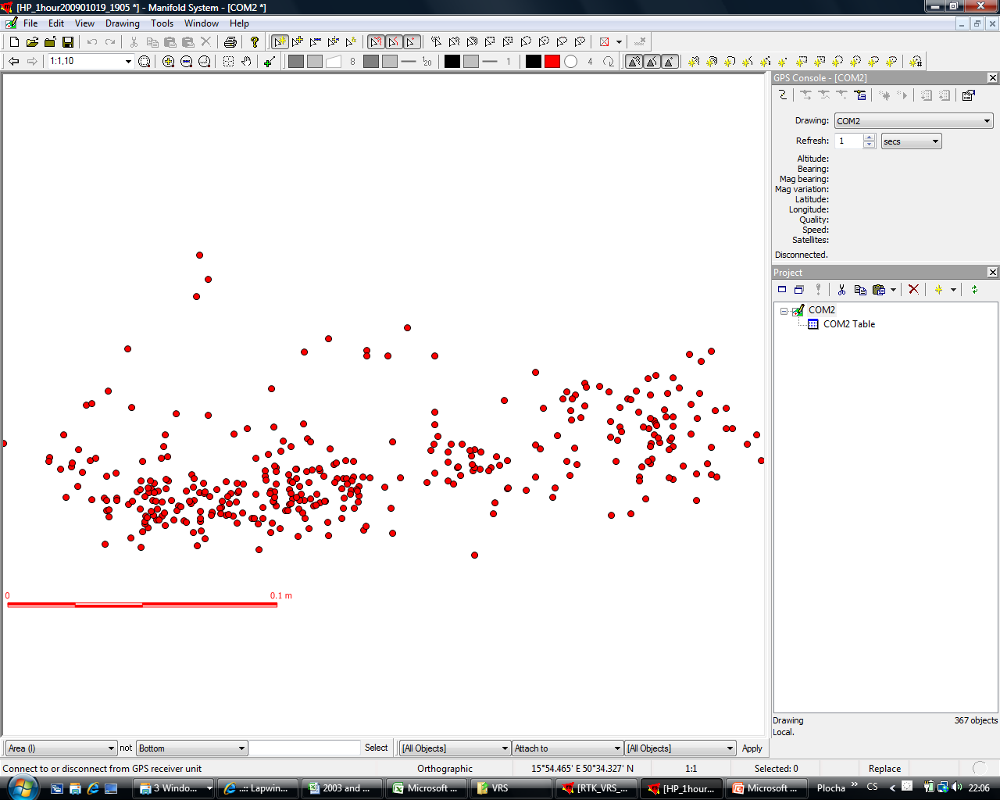 [HP_1hour200901019_1905 *] - Manifold System - [COM2 *]
File Edit View Drawing Tools Window Help
1:1,10 8 20 1 4
GPS Console - [COM2]
Drawing: COM2
Refresh: 1 secs
Altitude:
Bearing:
Mag bearing:
Mag variation:
Latitude:
Longitude:
Quality:
Speed:
Satellites:
Disconnected.
Project
COM2
COM2 Table
0 0.1 m
Drawing 367 objects
Local.
Area (I) not Bottom Select [All Objects] Attach to [All Objects] Apply
Connect to or disconnect from GPS receiver unit Orthographic 15°54.465' E 50°34.327' N 1:1 Selected: 0 Replace
3 Windo... ..:: Lapwin... 2003 and ... Microsoft ... VRS [RTK_VRS_... [HP_1hour... Microsoft ... Plocha » CS 22:06